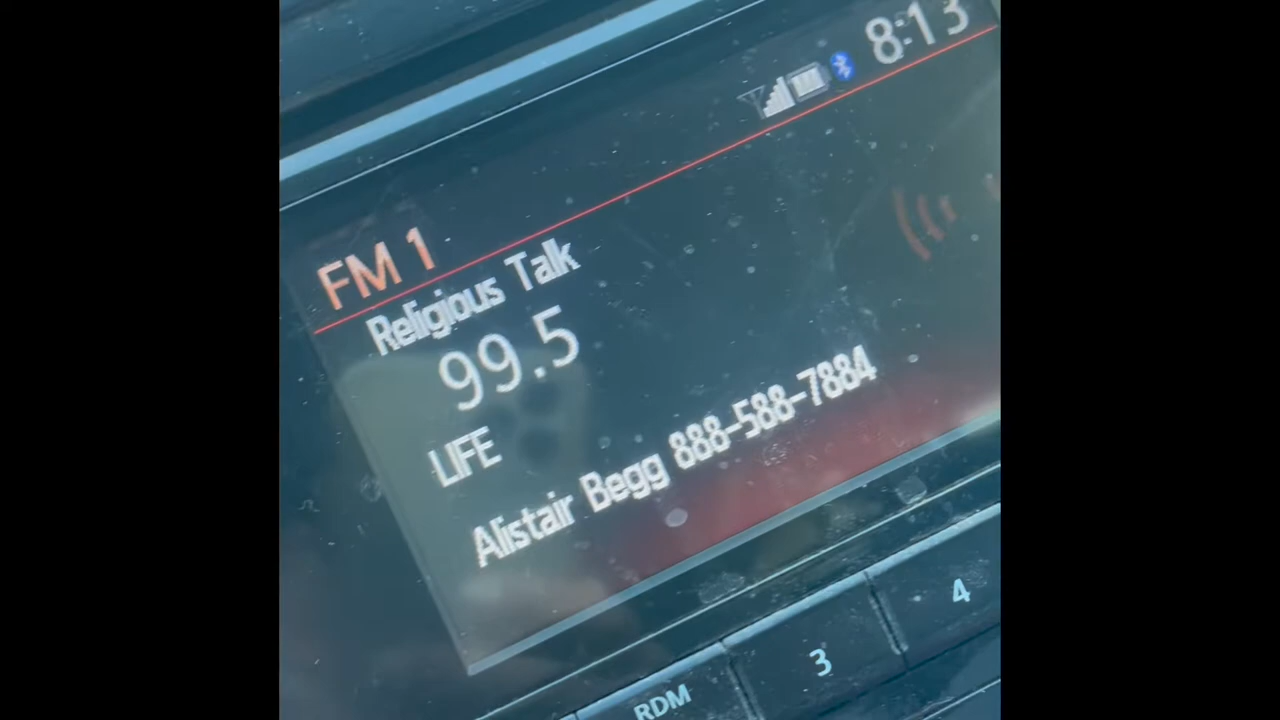 8:13
FM 1
Religious Talk
99.5
LIFE
Alistair Begg 888-588-7884
4
3
RDM